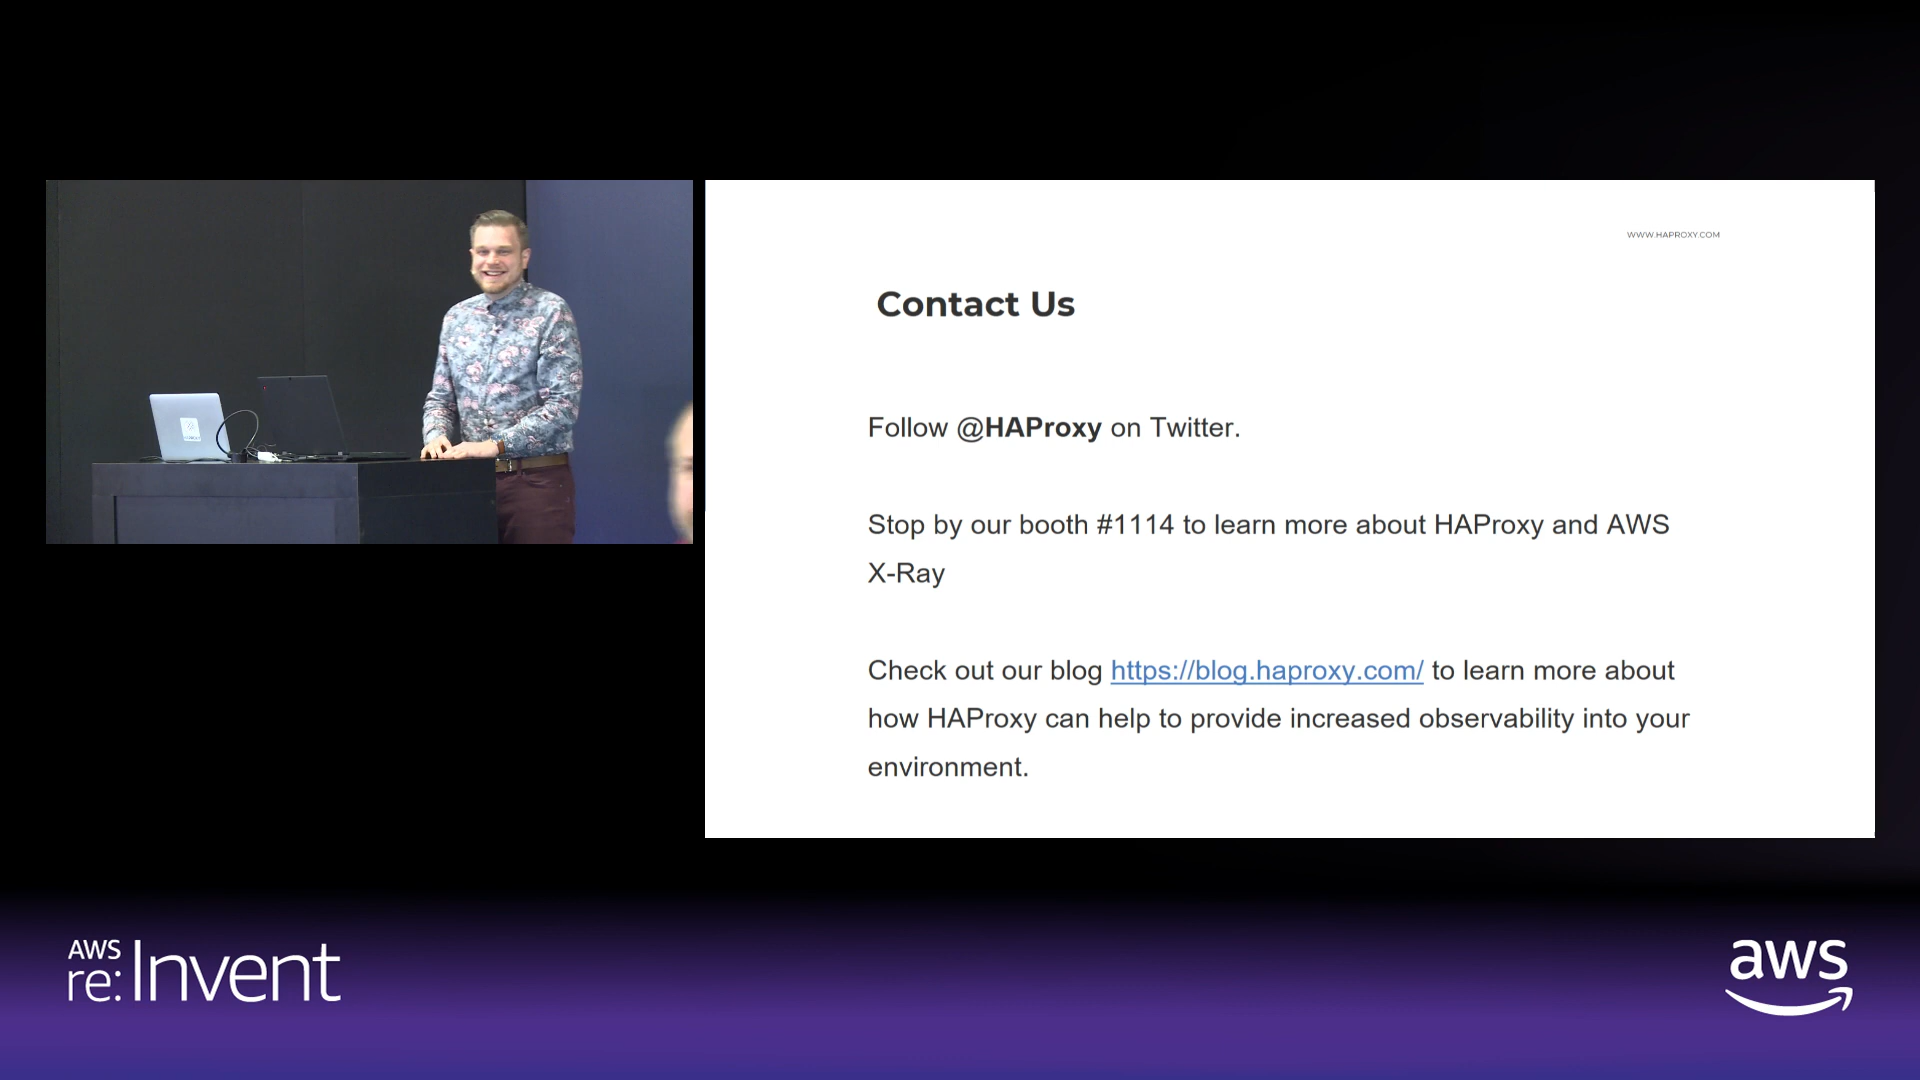 WWW.HAPROXY.COM
Contact Us
Follow @HAProxy on Twitter.
Stop by our booth #1114 to learn more about HAProxy and AWS
X-Ray
Check out our blog https://blog.haproxy.com/ to learn more about
how HAProxy can help to provide increased observability into your
environment.
AWS
re:Invent
aws